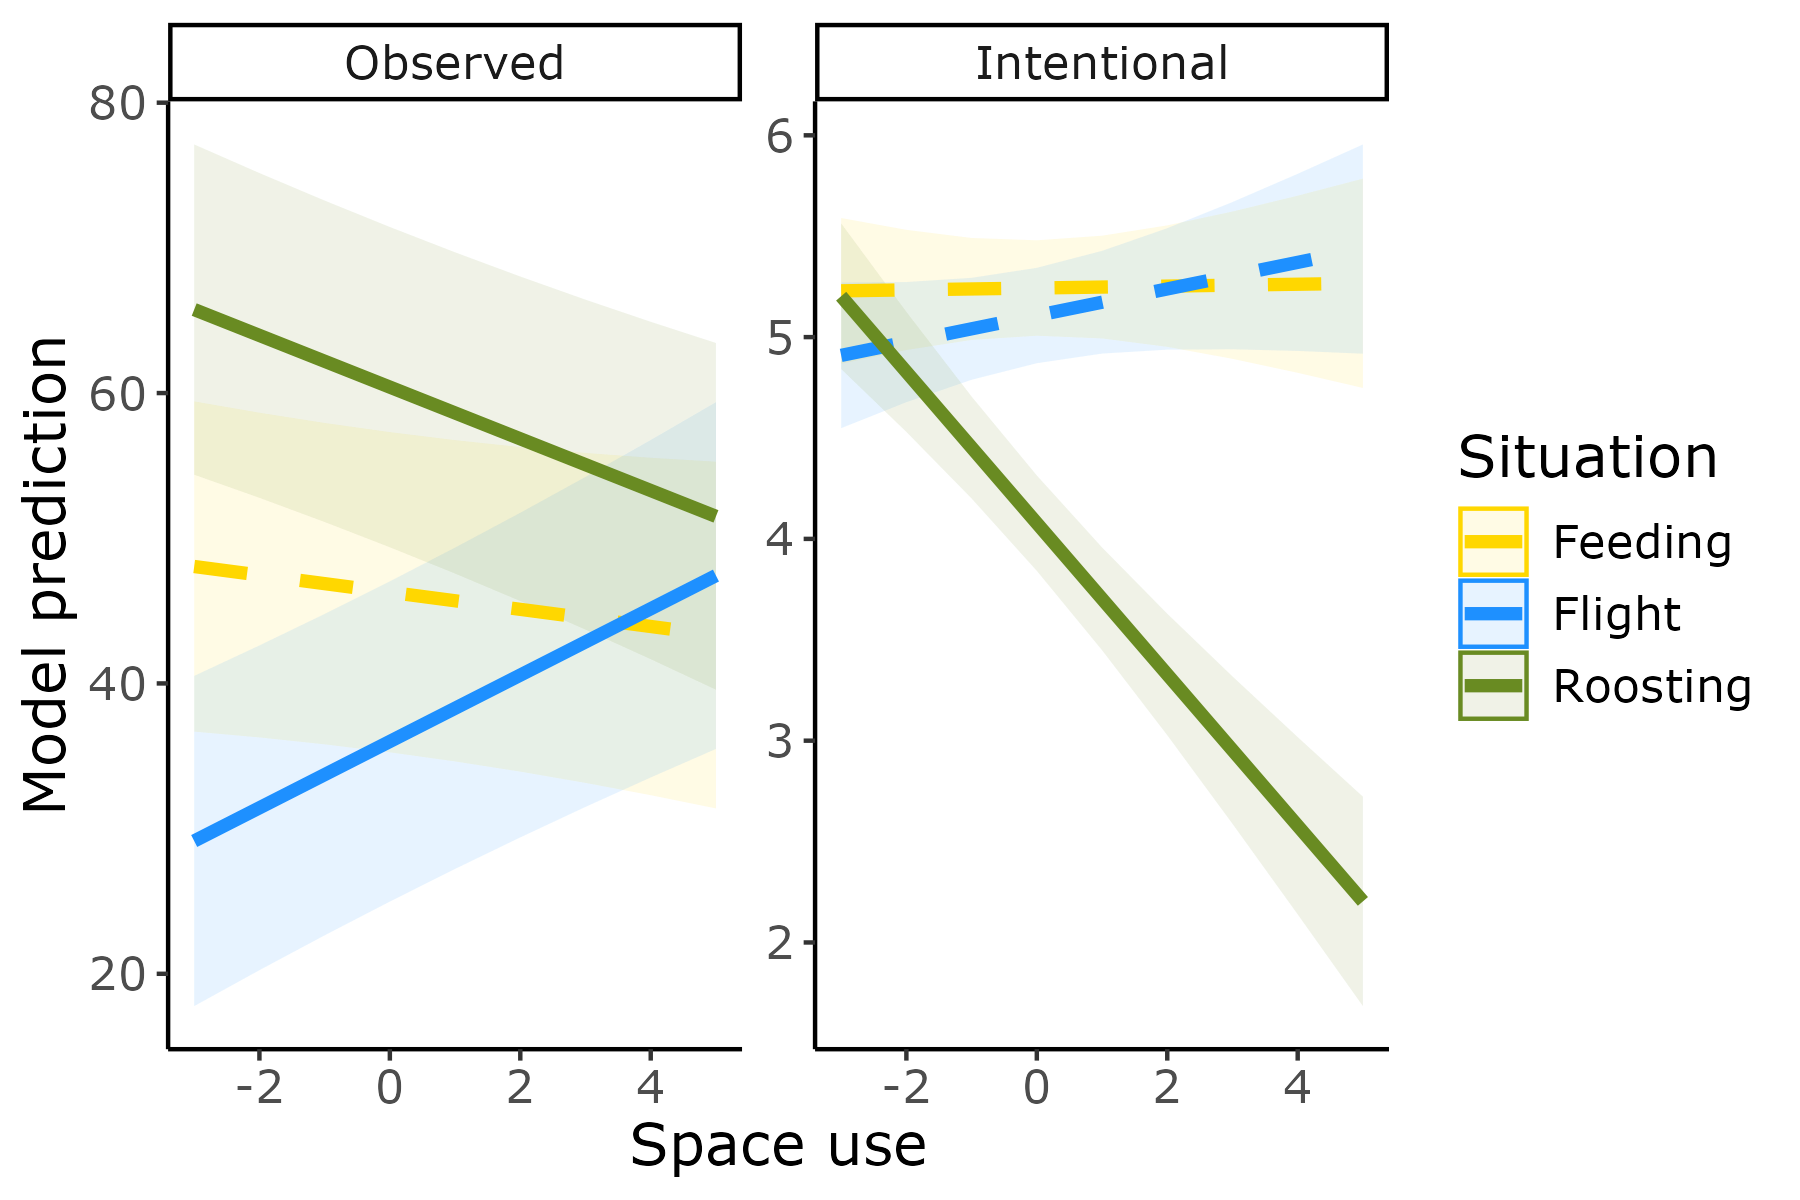 Observed
Intentional
Model prediction
80
60
40
20
6
5
4
3
2
-2 0 2 4
-2 0 2 4
Space use
Situation
Feeding
Flight
Roosting